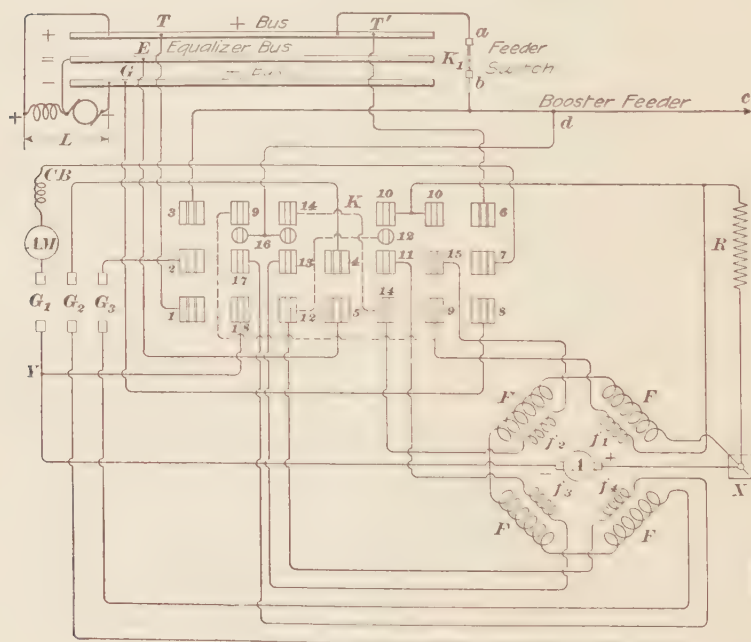 T + Bus T'
+ a
E Equalizer Bus K1 Feeder
=
G - Bus Switch
- b
+ + Booster Feeder c
L d
CB
3 9 14 K 10 10 6
16 12
AM
2 17 13 4 11 15 7 R
G1 G2 G3
1 18 12 5 14 9 8
Y
F F
f2 f1
- A +
f3 f4 X
F F